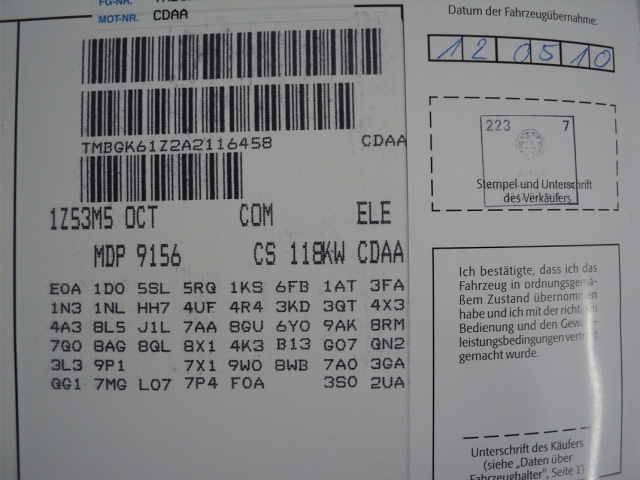 FG-NR.
MOT-NR. CDAA
TMBGK61Z2A2116458 CDAA
1Z53M5 OCT COM ELE
MDP 9156 CS 118KW CDAA
E0A 1D0 5SL 5RQ 1KS 6FB 1AT 3FA
1N3 1NL HH7 4UF 4R4 3KD 3QT 4X3
4A3 8L5 J1L 7AA 8GU 6Y0 9AK 8RM
7Q0 8AG 8QL 8X1 4K3 B13 G07 QN2
3L3 9P1 7X1 9W0 8WB 7A0 3GA
QG1 7MG L07 7P4 F0A 3S0 2UA
Datum der Fahrzeugübernahme:
12 05 10
223 7
Stempel und Unterschrift
des Verkäufers
Ich bestätige, dass ich das
Fahrzeug in ordnungsgemä-
ßem Zustand übernommen
habe und ich mit der richtigen
Bedienung und den Gewähr-
leistungsbedingungen vertraut
gemacht wurde.
Unterschrift des Käufers
(siehe „Daten über
Fahrzeughalter", Seite 1)